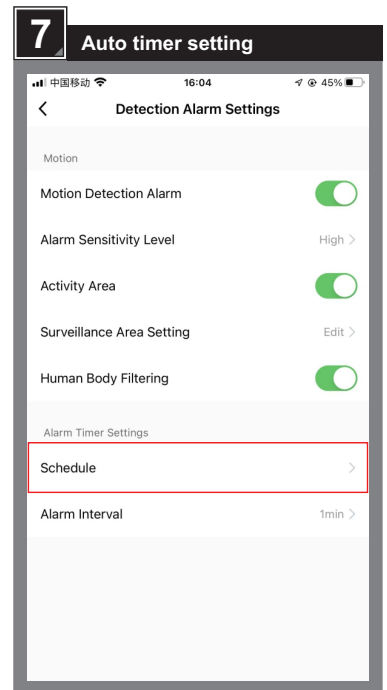 7 Auto timer setting
中国移动 16:04 45%
Detection Alarm Settings
Motion
Motion Detection Alarm
Alarm Sensitivity Level High >
Activity Area
Surveillance Area Setting Edit >
Human Body Filtering
Alarm Timer Settings
Schedule >
Alarm Interval 1min >